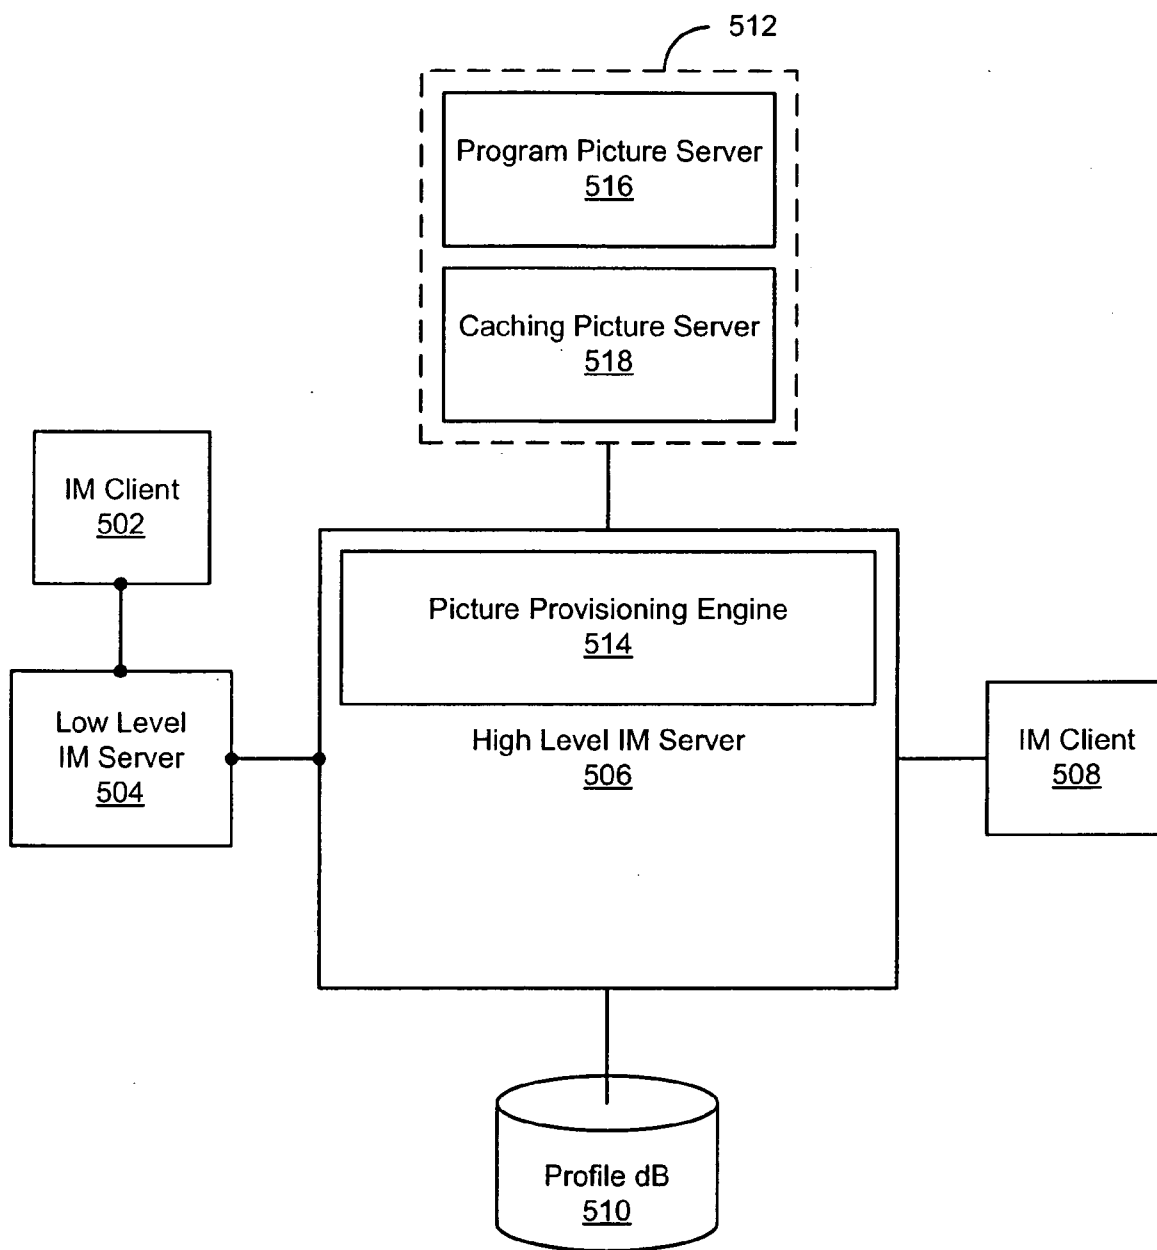 512
Program Picture Server
516
Caching Picture Server
518
IM Client
502
Picture Provisioning Engine
514
Low Level
IM Server
504
High Level IM Server
506
IM Client
508
Profile dB
510